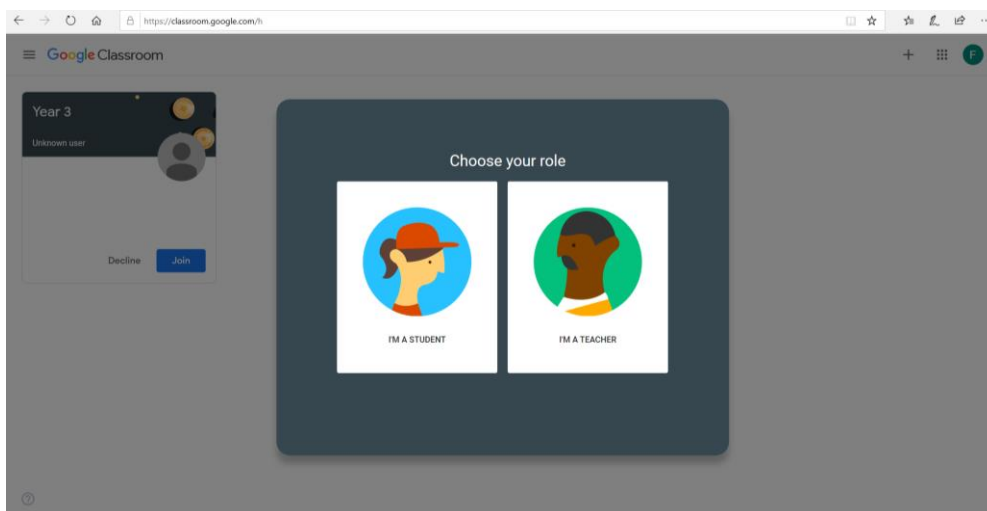 https://classroom.google.com/h
Google Classroom
F
Year 3
Unknown user
Decline
Join
Choose your role
I'M A STUDENT
I'M A TEACHER